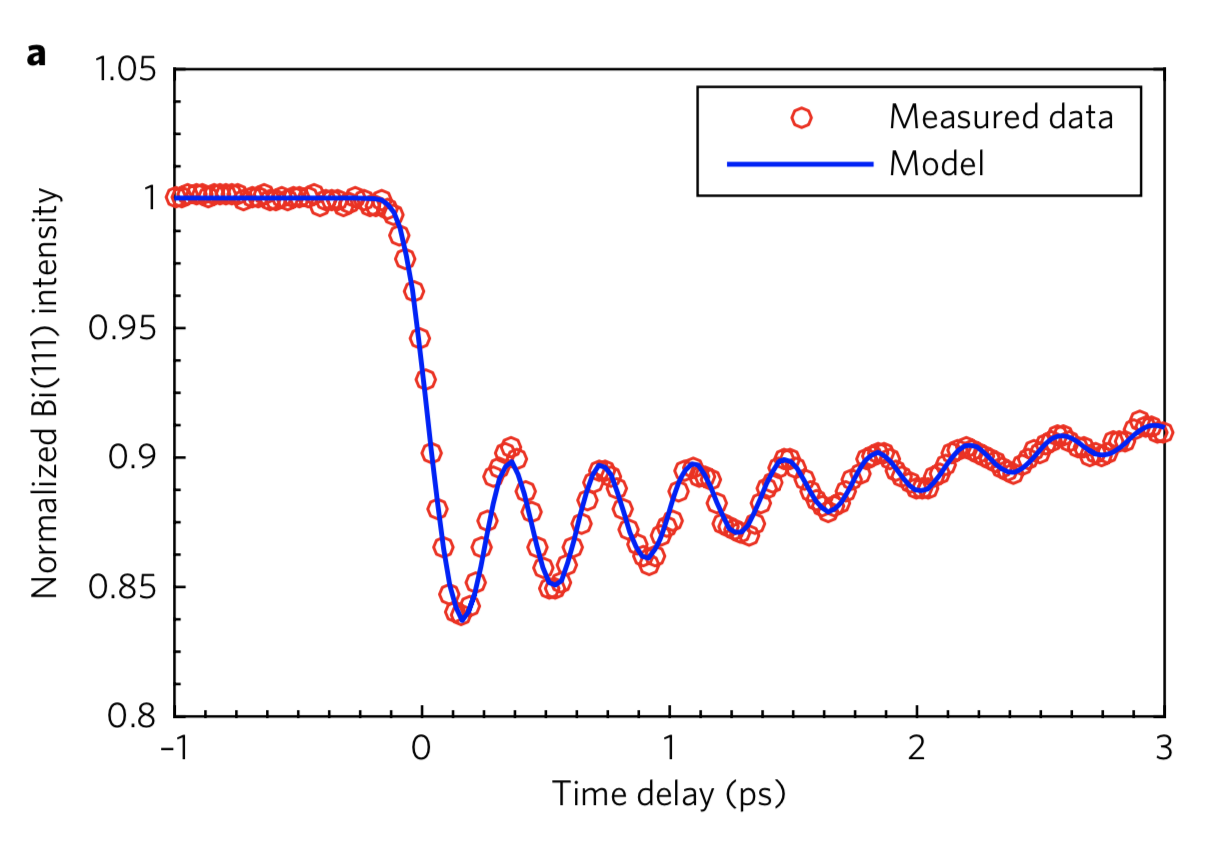 a
1.05
1
0.95
0.9
0.85
0.8
Normalized Bi(111) intensity
Measured data
Model
–1 0 1 2 3
Time delay (ps)